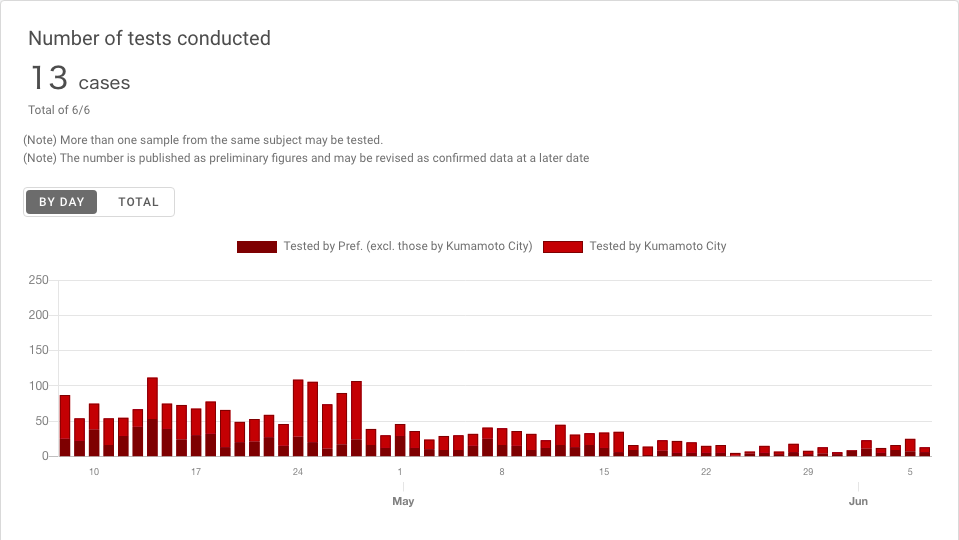 Number of tests conducted
13 cases
Total of 6/6
(Note) More than one sample from the same subject may be tested.
(Note) The number is published as preliminary figures and may be revised as confirmed data at a later date
BY DAY TOTAL
Tested by Pref. (excl. those by Kumamoto City) Tested by Kumamoto City
250
200
150
100
50
0
10 17 24 1 8 15 22 29 5
May Jun